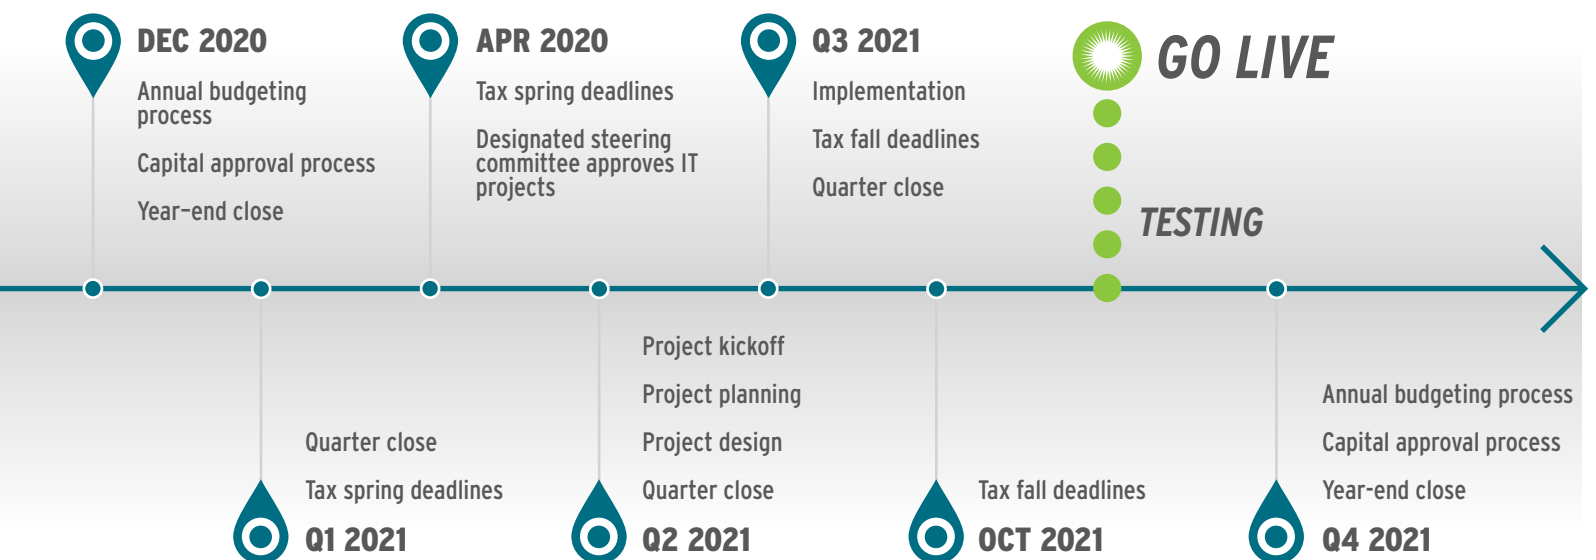 DEC 2020
Annual budgeting
process
Capital approval process
Year-end close
APR 2020
Tax spring deadlines
Designated steering
committee approves IT
projects
Q3 2021
Implementation
Tax fall deadlines
Quarter close
GO LIVE
TESTING
Quarter close
Tax spring deadlines
Q1 2021
Project kickoff
Project planning
Project design
Quarter close
Q2 2021
Tax fall deadlines
OCT 2021
Annual budgeting process
Capital approval process
Year-end close
Q4 2021